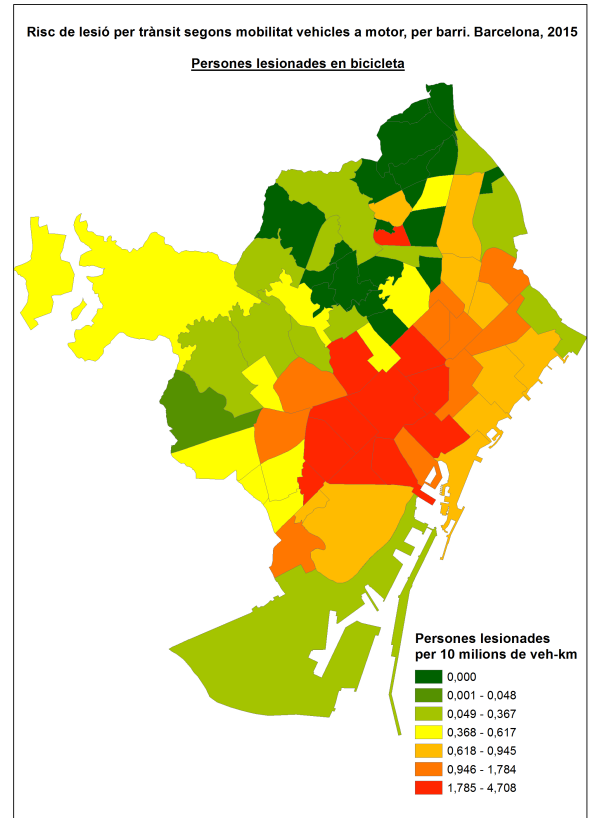 Risc de lesió per trànsit segons mobilitat vehicles a motor, per barri. Barcelona, 2015
Persones lesionades en bicicleta
Persones lesionades
per 10 milions de veh-km
0,000
0,001 - 0,048
0,049 - 0,367
0,368 - 0,617
0,618 - 0,945
0,946 - 1,784
1,785 - 4,708